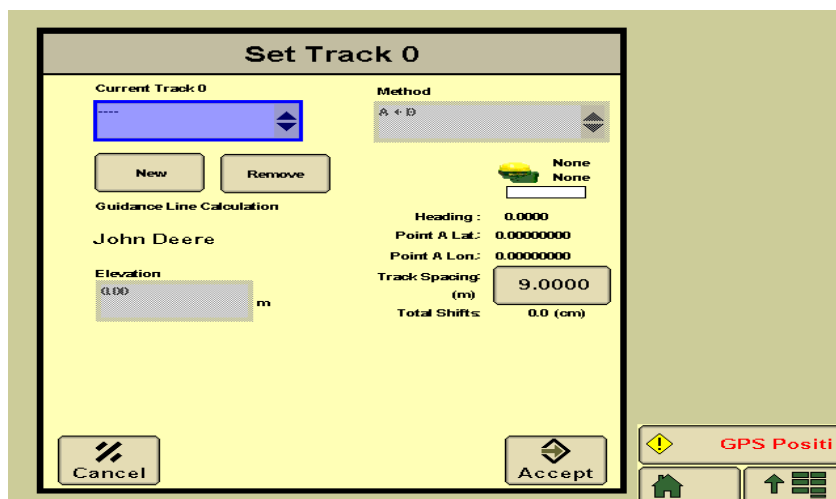 Set Track 0
Current Track 0
Method
----
A + B
New
Remove
None
None
Guidance Line Calculation
Heading : 0.0000
John Deere
Point A Lat.: 0.00000000
Point A Lon.: 0.00000000
Elevation
Track Spacing:
(m)
9.0000
0.00
m
Total Shifts: 0.0 (cm)
Cancel
Accept
GPS Positi